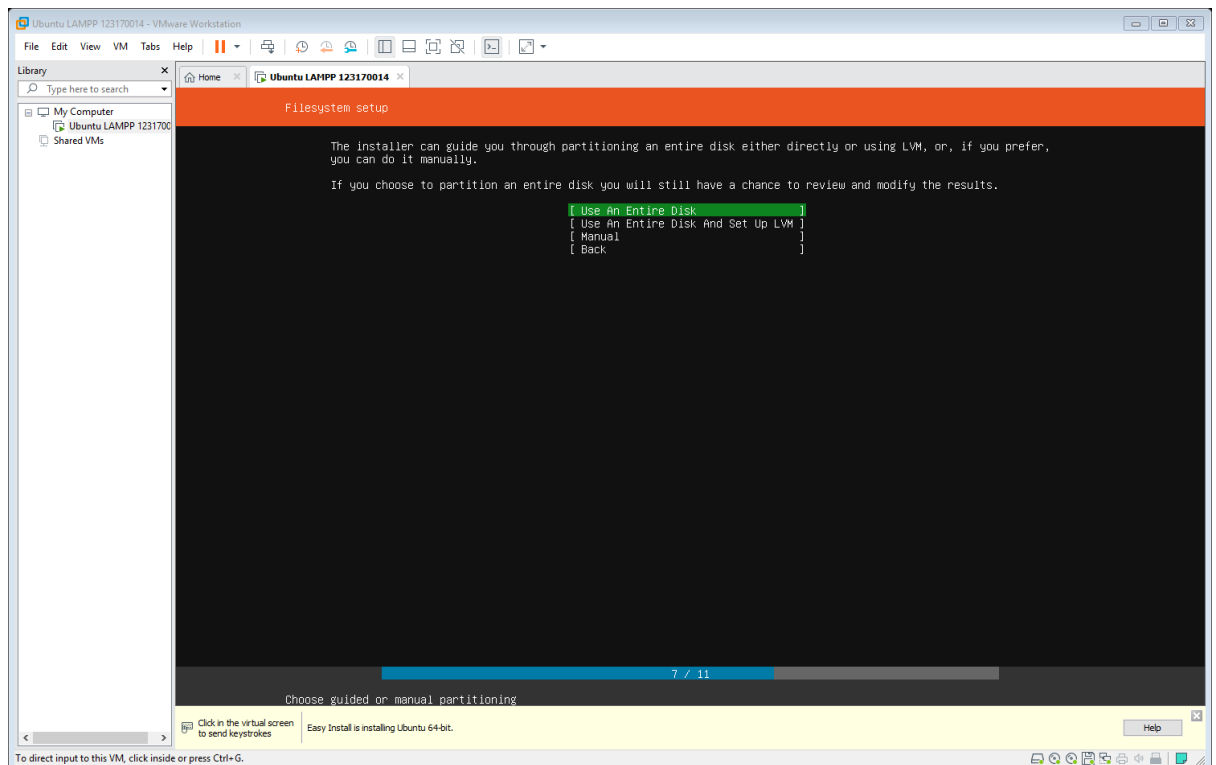 Ubuntu LAMPP 123170014 - VMware Workstation
File Edit View VM Tabs Help
Library
Type here to search
My Computer
Ubuntu LAMPP 1231700
Shared VMs
Home
Ubuntu LAMPP 123170014
Filesystem setup
The installer can guide you through partitioning an entire disk either directly or using LVM, or, if you prefer,
you can do it manually.
If you choose to partition an entire disk you will still have a chance to review and modify the results.
[ Use An Entire Disk ]
[ Use An Entire Disk And Set Up LVM ]
[ Manual ]
[ Back ]
7 / 11
Choose guided or manual partitioning
Click in the virtual screen
to send keystrokes
Easy Install is installing Ubuntu 64-bit.
Help
To direct input to this VM, click inside or press Ctrl+G.